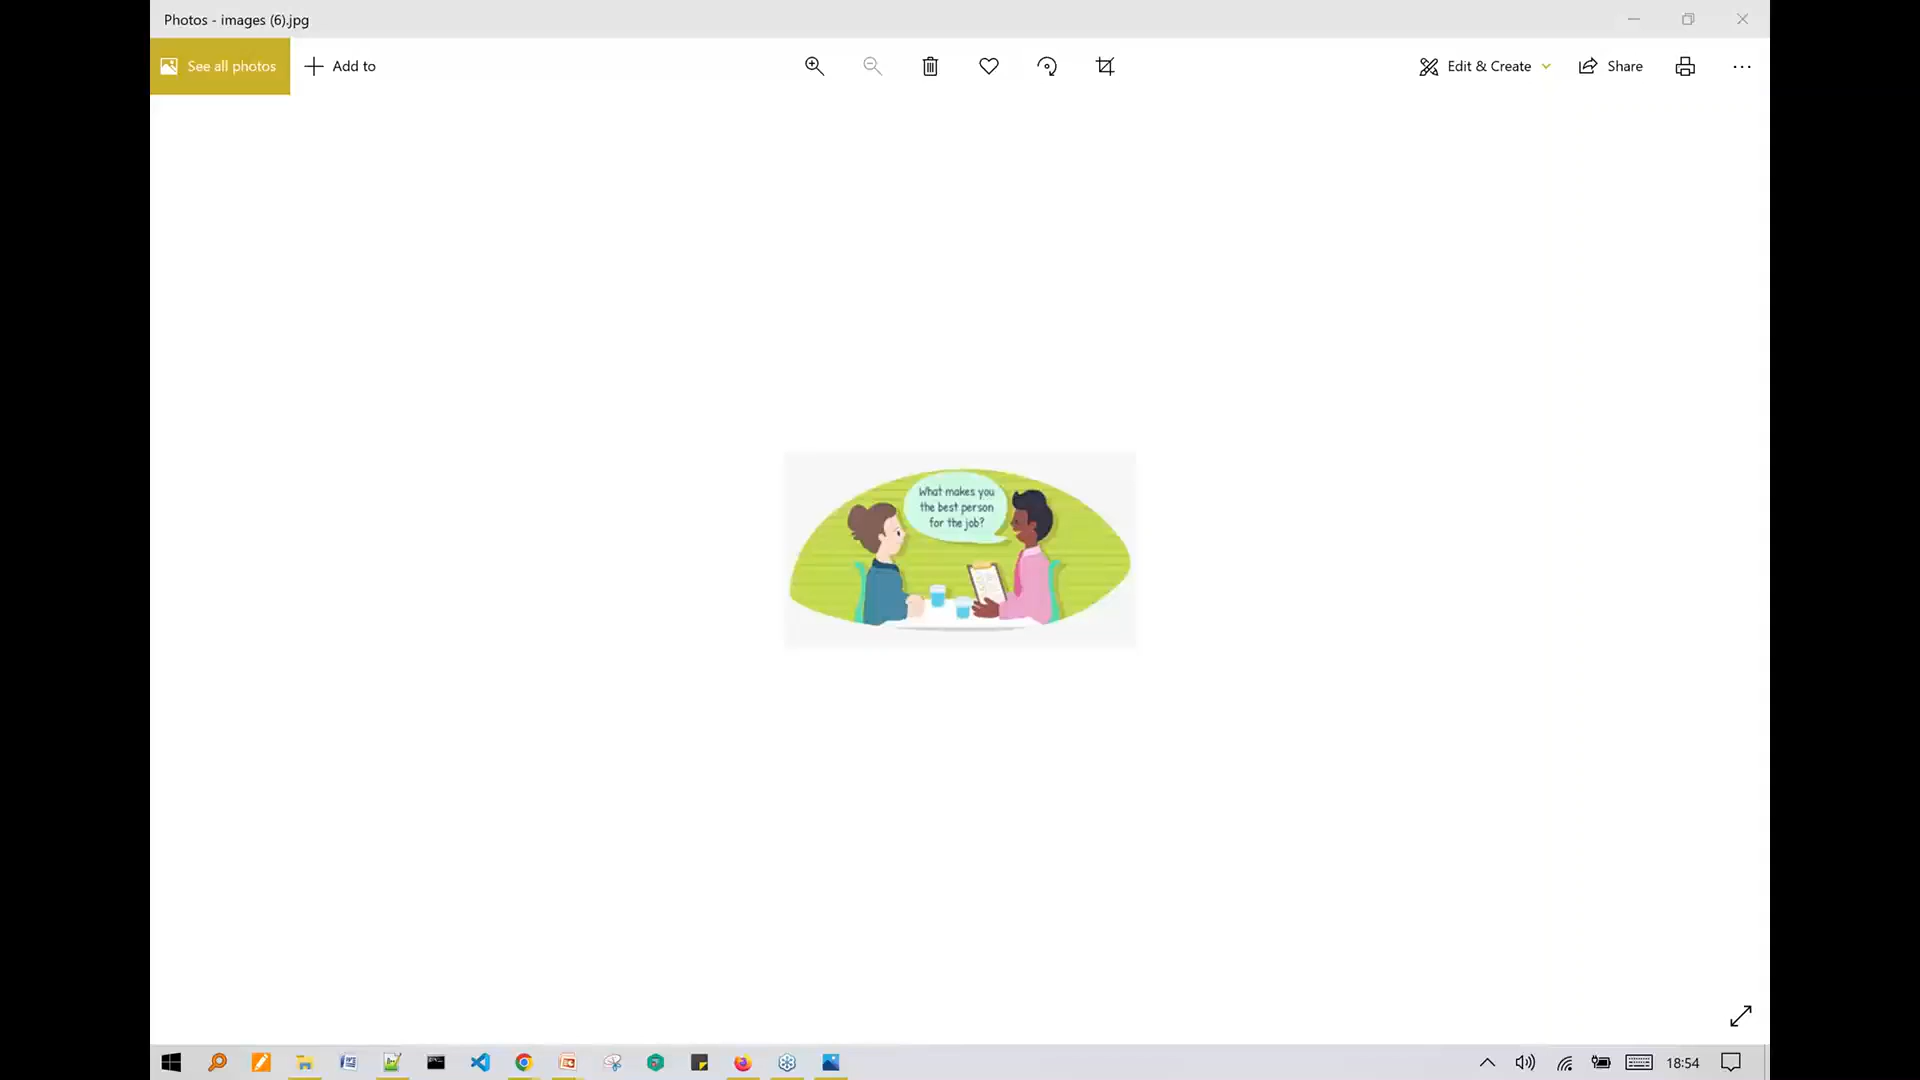 Photos - images (6).jpg
See all photos
Add to
Edit & Create
Share
What makes you
the best person
for the job?
18:54